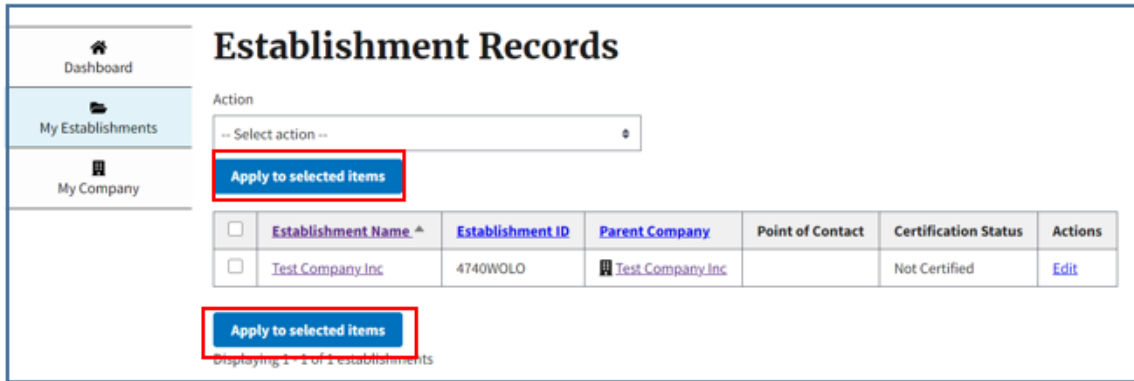 Dashboard
My Establishments
My Company
Establishment Records
Action
-- Select action --
Apply to selected items
Establishment Name Establishment ID Parent Company Point of Contact Certification Status Actions
Test Company Inc 4740WOLO Test Company Inc Not Certified Edit
Apply to selected items
Displaying 1 - 1 of 1 establishments